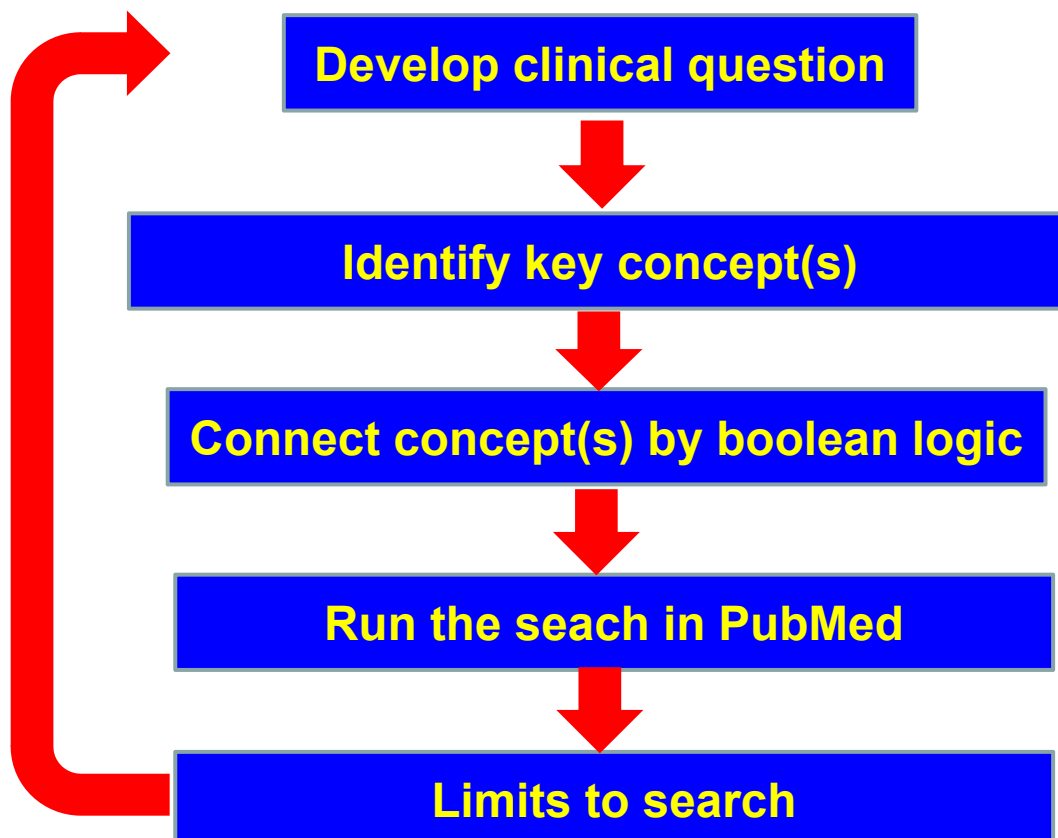 Develop clinical question
Identify key concept(s)
Connect concept(s) by boolean logic
Run the seach in PubMed
Limits to search